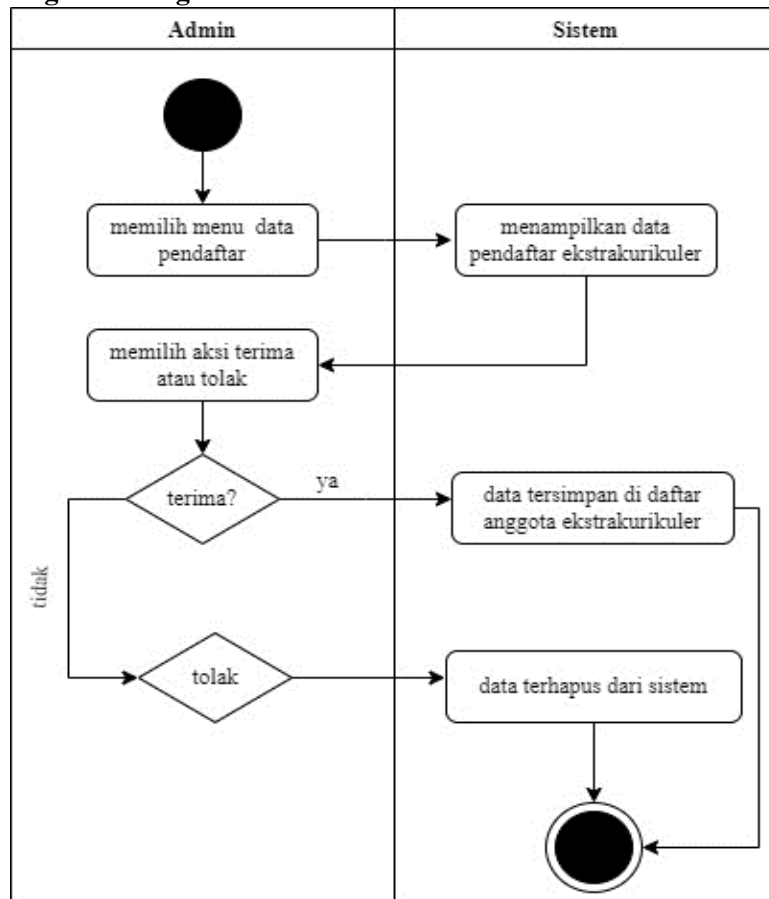 Admin
Sistem
memilih menu data
pendaftar
menampilkan data
pendaftar ekstrakurikuler
memilih aksi terima
atau tolak
terima?
ya
data tersimpan di daftar
anggota ekstrakurikuler
tidak
tolak
data terhapus dari sistem